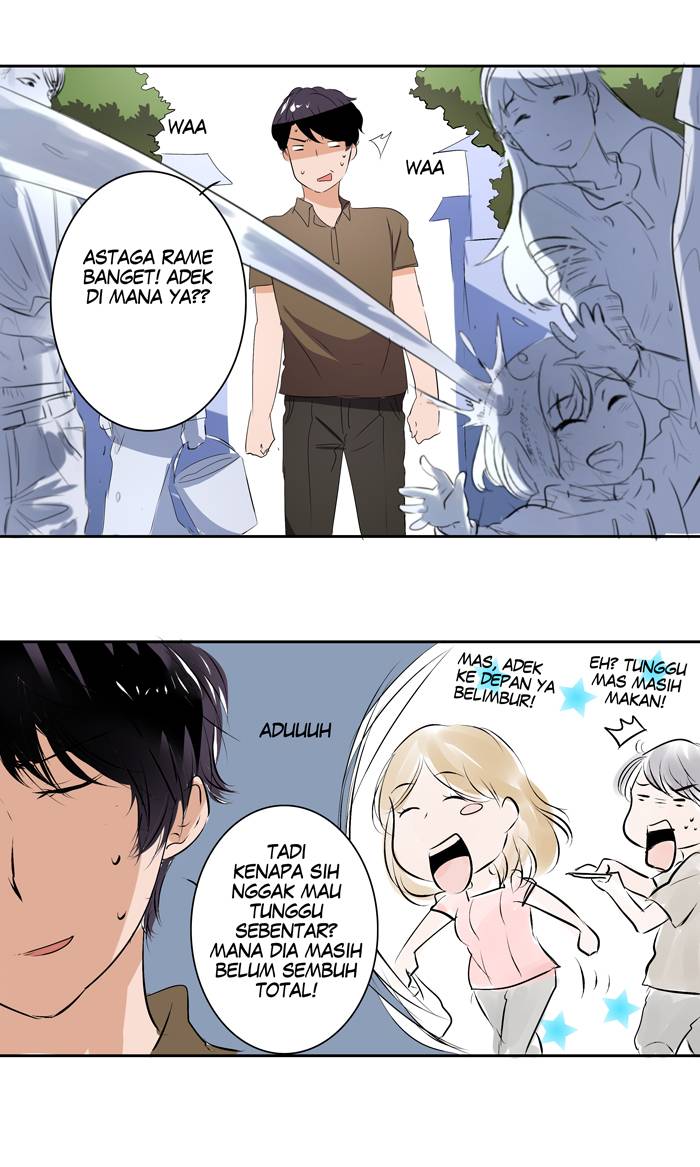 WAA
WAA
ASTAGA RAME
BANGET! ADEK
DI MANA YA??
MAS, ADEK
KE DEPAN YA
BELIMBUR!
EH? TUNGGU
MAS MASIH
MAKAN!
ADUUUH
TADI
KENAPA SIH
NGGAK MAU
TUNGGU
SEBENTAR?
MANA DIA MASIH
BELUM SEMBUH
TOTAL!